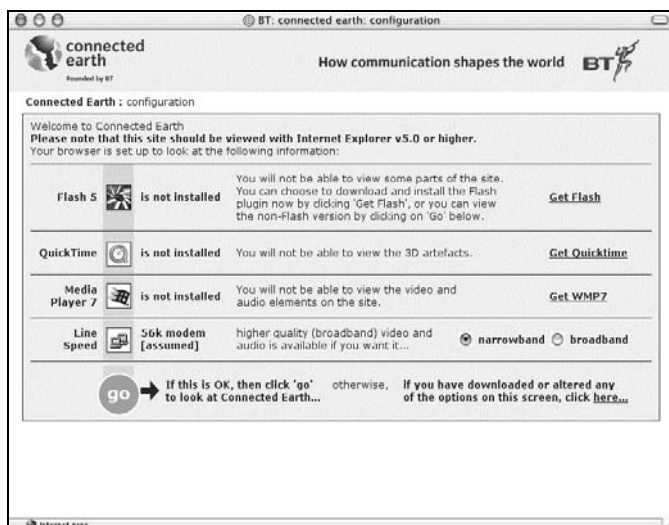 BT: connected earth: configuration
connected
earth
Founded by BT
How communication shapes the world
BT
Connected Earth : configuration
Welcome to Connected Earth
Please note that this site should be viewed with Internet Explorer v5.0 or higher.
Your browser is set up to look at the following information:
Flash 5 is not installed
You will not be able to view some parts of the site.
You can choose to download and install the Flash
plugin now by clicking 'Get Flash', or you can view
the non-Flash version by clicking on 'Go' below.
Get Flash
QuickTime is not installed You will not be able to view the 3D artefacts. Get Quicktime
Media
Player 7
is not installed
You will not be able to view the video and
audio elements on the site.
Get WMP7
Line
Speed
56k modem
[assumed]
higher quality (broadband) video and
audio is available if you want it...
narrowband broadband
go
If this is OK, then click 'go'
to look at Connected Earth...
otherwise,
if you have downloaded or altered any
of the options on this screen, click here...
Internet zone